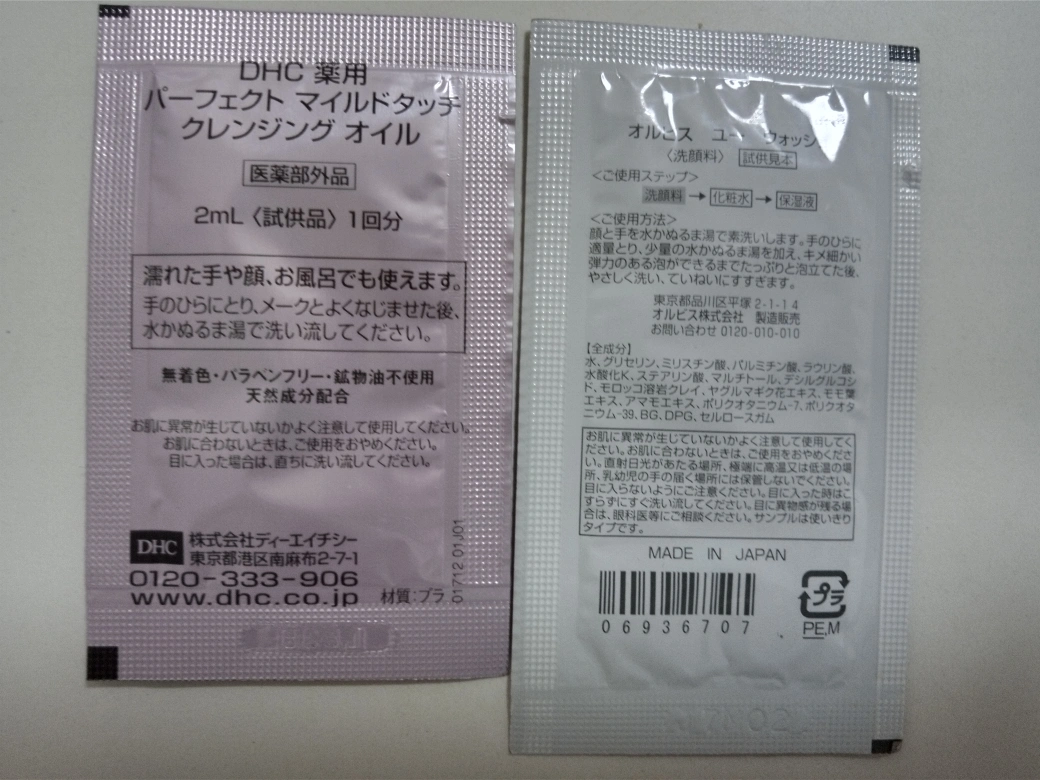 DHC 薬用
パーフェクト マイルドタッチ
クレンジング オイル
医薬部外品
2mL〈試供品〉1回分
濡れた手や顔、お風呂でも使えます。
手のひらにとり、メークとよくなじませた後、
水かぬるま湯で洗い流してください。
無着色・パラベンフリー・鉱物油不使用
天然成分配合
お肌に異常が生じていないかよく注意して使用してください。
お肌に合わないときは、ご使用をおやめください。
目に入った場合は、直ちに洗い流してください。
DHC
株式会社ディーエイチシー
東京都港区南麻布2-7-1
0120-333-906
www.dhc.co.jp
材質:プラ
01712 01J01
オルビス ユー ウォッシュ
〈洗顔料〉 試供見本
<ご使用ステップ>
洗顔料→化粧水→保湿液
<ご使用方法>
顔と手を水かぬるま湯で素洗いします。手のひらに
適量とり、少量の水かぬるま湯を加え、キメ細かい
弾力のある泡ができるまでたっぷりと泡立てた後、
やさしく洗い、ていねいにすすぎます。
東京都品川区平塚2-1-14
オルビス株式会社 製造販売
お問い合わせ 0120-010-010
【全成分】
水、グリセリン、ミリスチン酸、パルミチン酸、ラウリン酸、
水酸化K、ステアリン酸、マルチトール、デシルグルコシ
ド、モロッコ溶岩クレイ、ヤグルマギク花エキス、モモ葉
エキス、アマモエキス、ポリクオタニウム-7、ポリクオタ
ニウム-39、BG、DPG、セルロースガム
お肌に異常が生じていないかよく注意して使用してく
ださい。お肌に合わないときは、ご使用をおやめくださ
い。直射日光があたる場所、極端に高温又は低温の場
所、乳幼児の手の届く場所には保管しないでください。
目に入らないようにご注意ください。目に入った時はこ
すらずにすぐ洗い流してください。目に異物感が残る場
合は、眼科医等にご相談ください。サンプルは使いきり
タイプです。
MADE IN JAPAN
06936707
プラ
PE,M